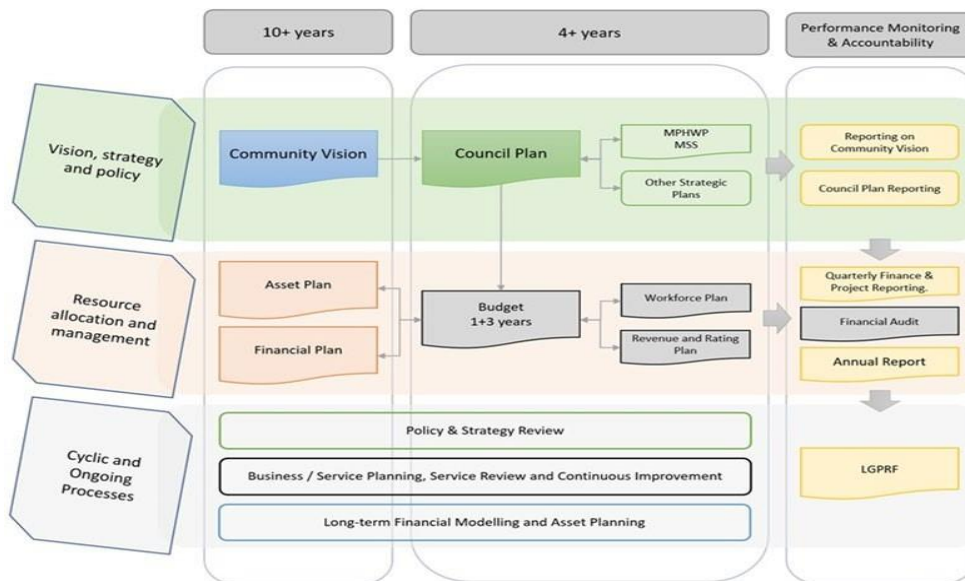 10+ years
4+ years
Performance Monitoring
& Accountability
Vision, strategy
and policy
Community Vision
Council Plan
MPHWP
MSS
Other Strategic
Plans
Reporting on
Community Vision
Council Plan Reporting
Resource
allocation and
management
Asset Plan
Financial Plan
Budget
1+3 years
Workforce Plan
Revenue and Rating
Plan
Quarterly Finance &
Project Reporting.
Financial Audit
Annual Report
Cyclic and
Ongoing
Processes
Policy & Strategy Review
Business / Service Planning, Service Review and Continuous Improvement
Long-term Financial Modelling and Asset Planning
LGPRF